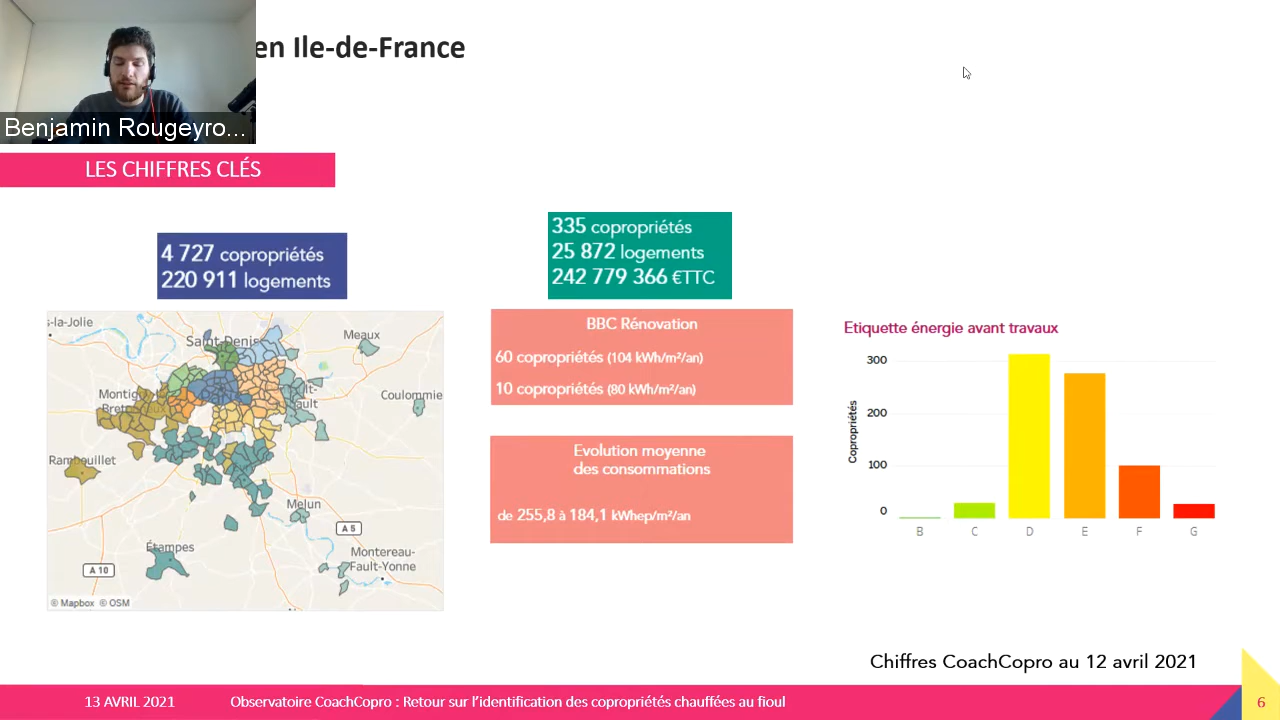 en Ile-de-France
Benjamin Rougeyro...
LES CHIFFRES CLÉS
4 727 copropriétés
220 911 logements
335 copropriétés
25 872 logements
242 779 366 €TTC
s-la-Jolie
Saint-Denis
Meaux
Montig
Coulommie
Rambouillet
Melun
A 5
Étampes
A 10
Montereau-
Fault-Yonne
© Mapbox © OSM
BBC Rénovation
60 copropriétés (104 kWh/m²/an)
10 copropriétés (80 kWh/m²/an)
Evolution moyenne
des consommations
de 255,8 à 184,1 kWhep/m²/an
Etiquette énergie avant travaux
Copropriétés
300
200
100
0
B C D E F G
Chiffres CoachCopro au 12 avril 2021
13 AVRIL 2021 Observatoire CoachCopro : Retour sur l'identification des copropriétés chauffées au fioul 6